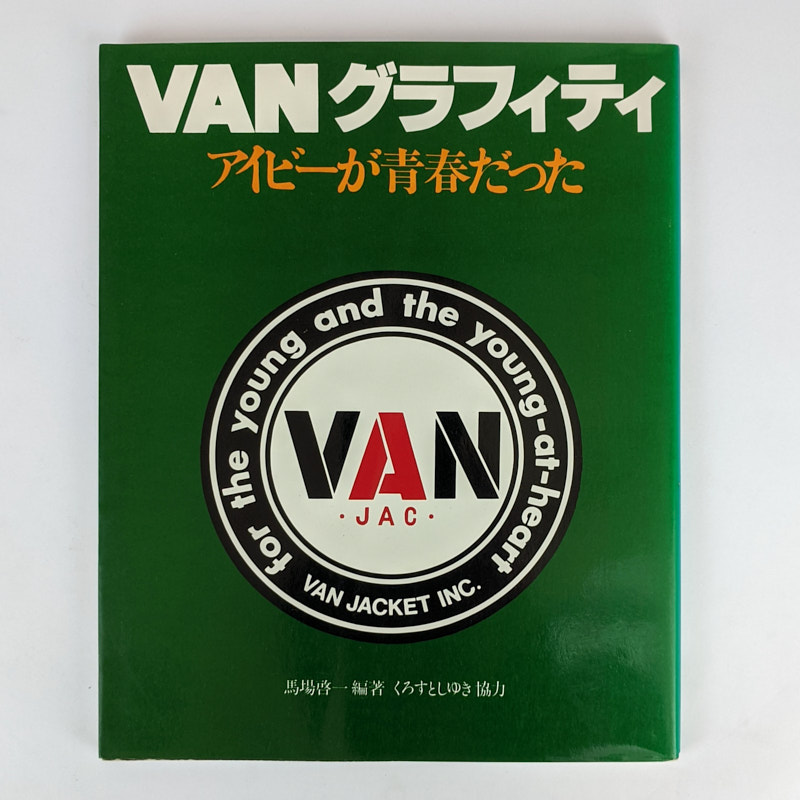 VANグラフィティ
アイビーが青春だった
for the young and the young-at-heart
VAN
・JAC・
VAN JACKET INC.
馬場啓一 編著 くろすとしゆき 協力